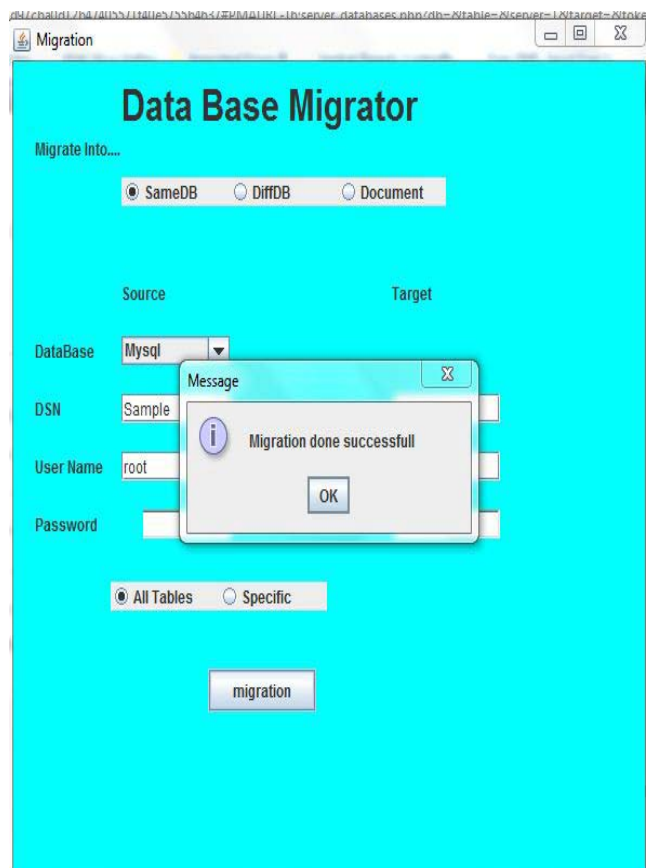 Migration
Data Base Migrator
Migrate Into....
SameDB DiffDB Document
Source Target
DataBase Mysql
Message
DSN Sample
Migration done successfull
User Name root
OK
Password
All Tables Specific
migration